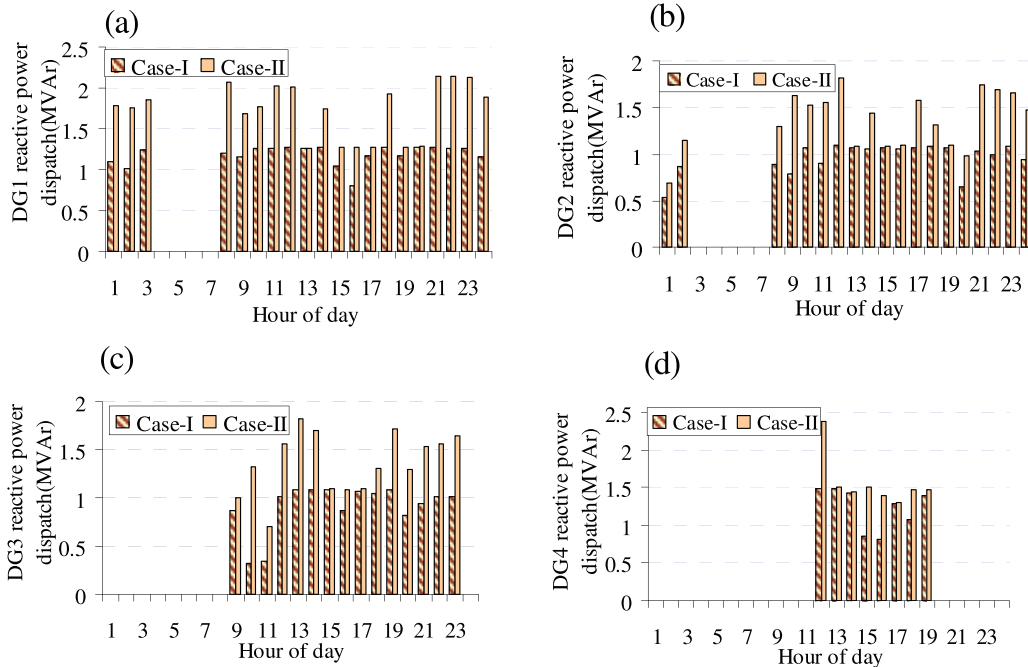 (a)
DG1 reactive power
dispatch(MVAr)
2.5
2
1.5
1
0.5
0
Case-I Case-II
1 3 5 7 9 11 13 15 17 19 21 23
Hour of day
(b)
DG2 reactive power
dispatch(MVAr)
2
1.5
1
0.5
0
Case-I Case-II
1 3 5 7 9 11 13 15 17 19 21 23
Hour of day
(c)
DG3 reactive power
dispatch(MVAr)
2
1.5
1
0.5
0
Case-I Case-II
1 3 5 7 9 11 13 15 17 19 21 23
Hour of day
(d)
DG4 reactive power
dispatch(MVAr)
2.5
2
1.5
1
0.5
0
Case-I Case-II
1 3 5 7 9 11 13 15 17 19 21 23
Hour of day